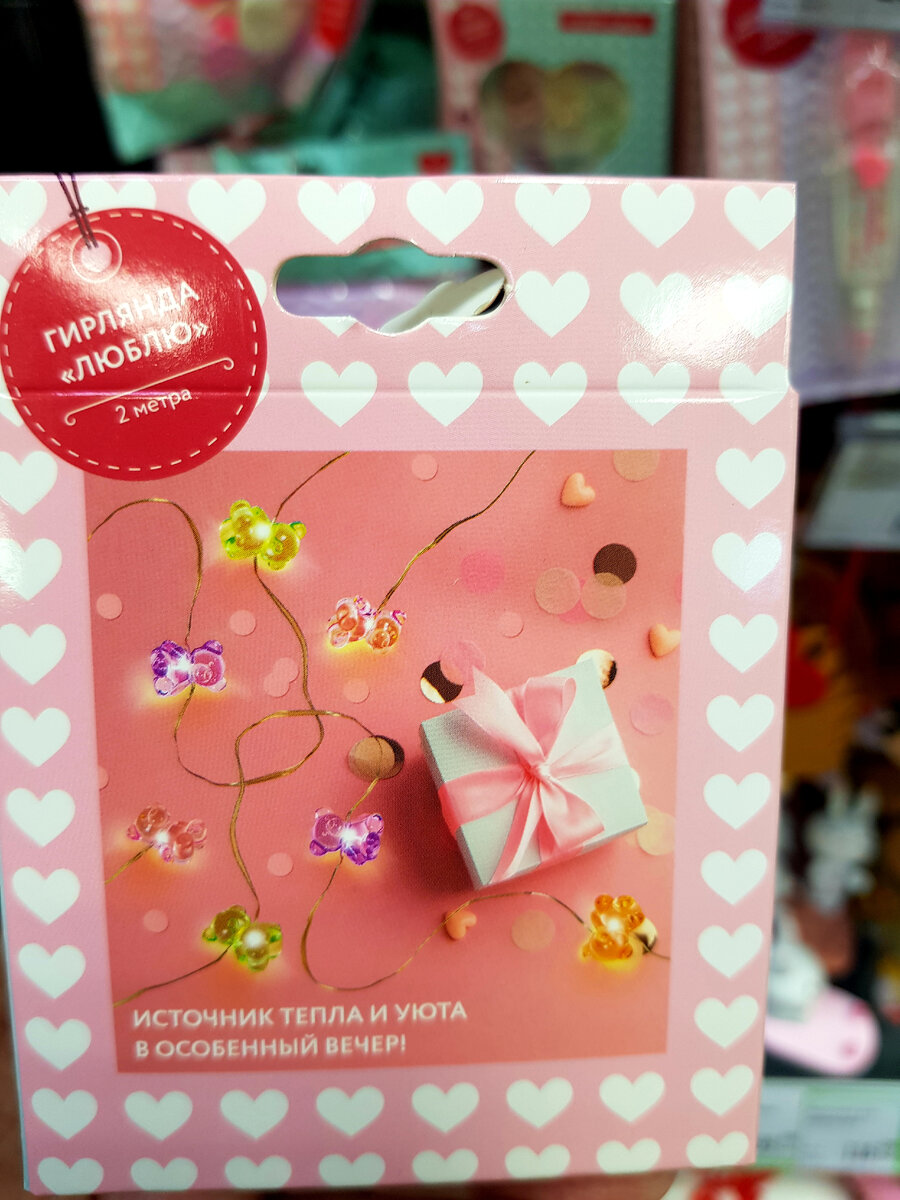 ГИРЛЯНДА
«ЛЮБЛЮ»
2 метра
ИСТОЧНИК ТЕПЛА И УЮТА
В ОСОБЕННЫЙ ВЕЧЕР!